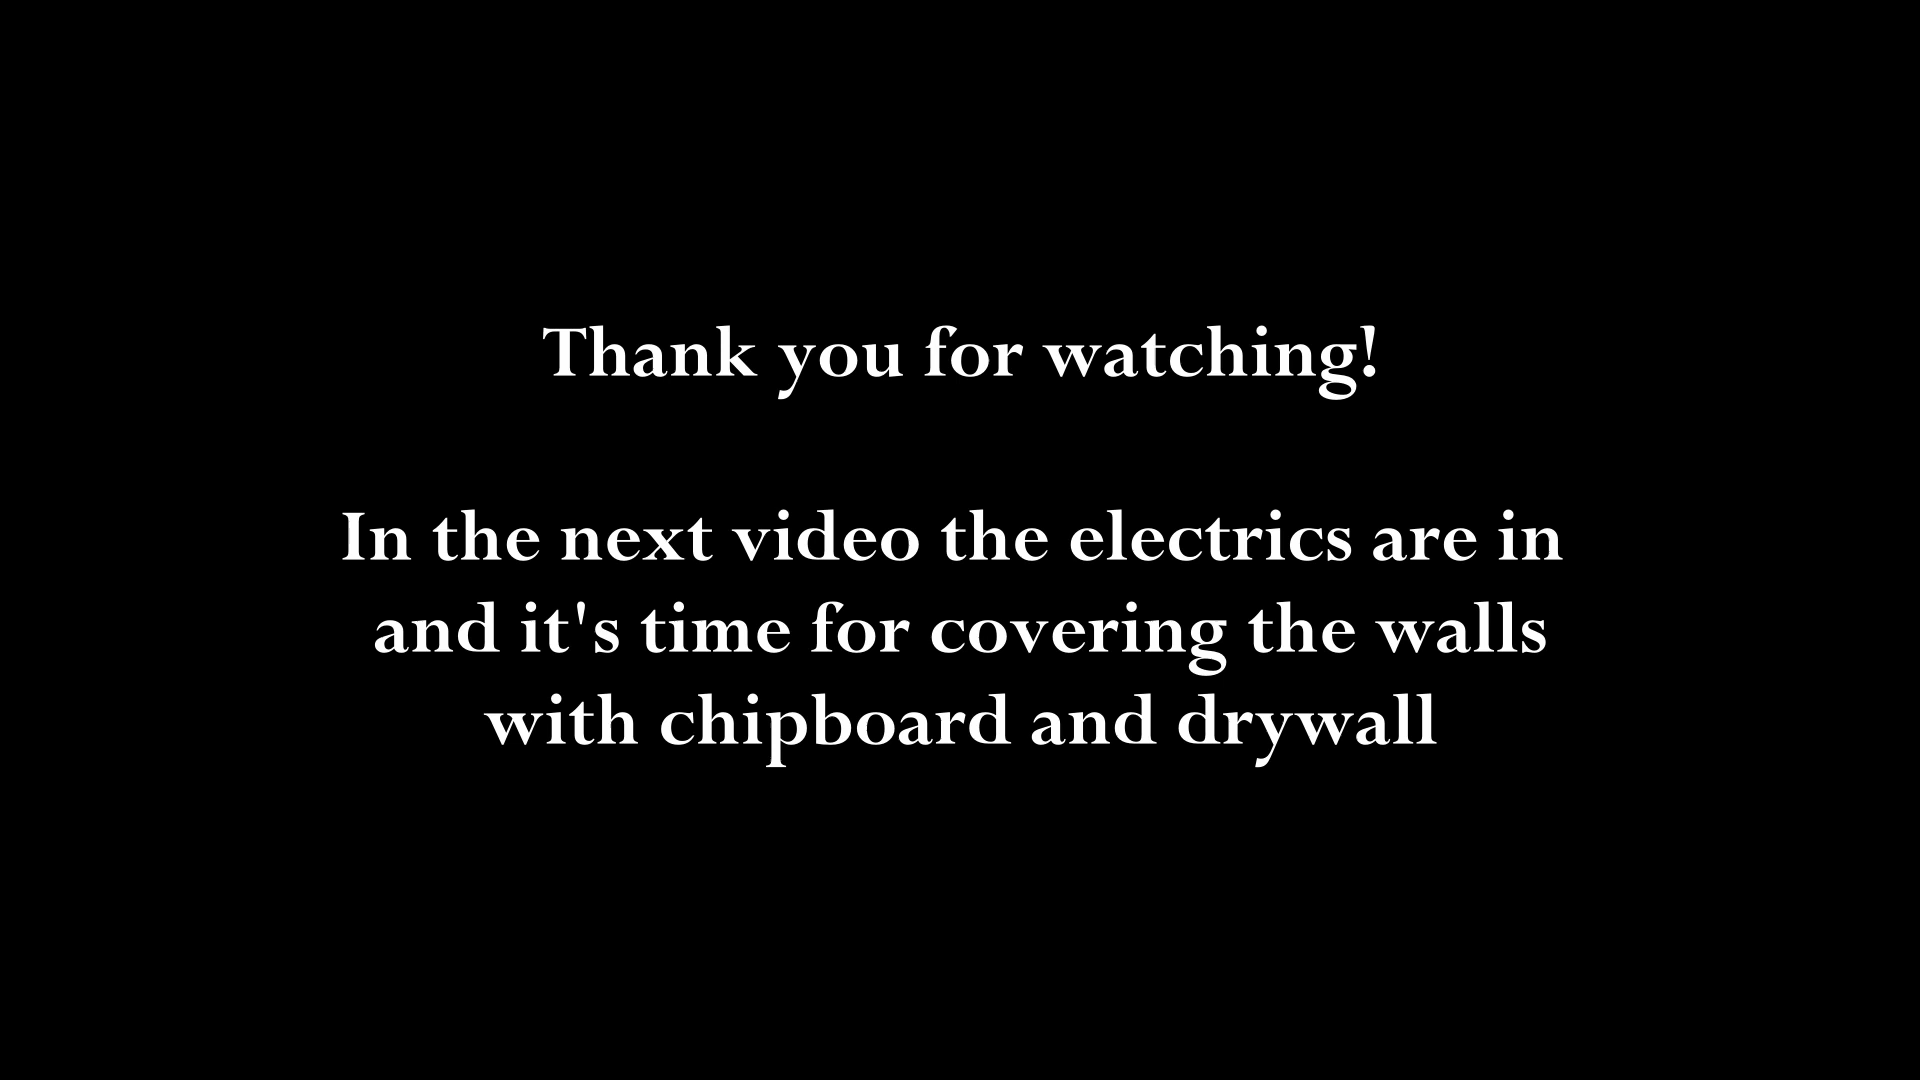 Thank you for watching!
In the next video the electrics are in
and it's time for covering the walls
with chipboard and drywall